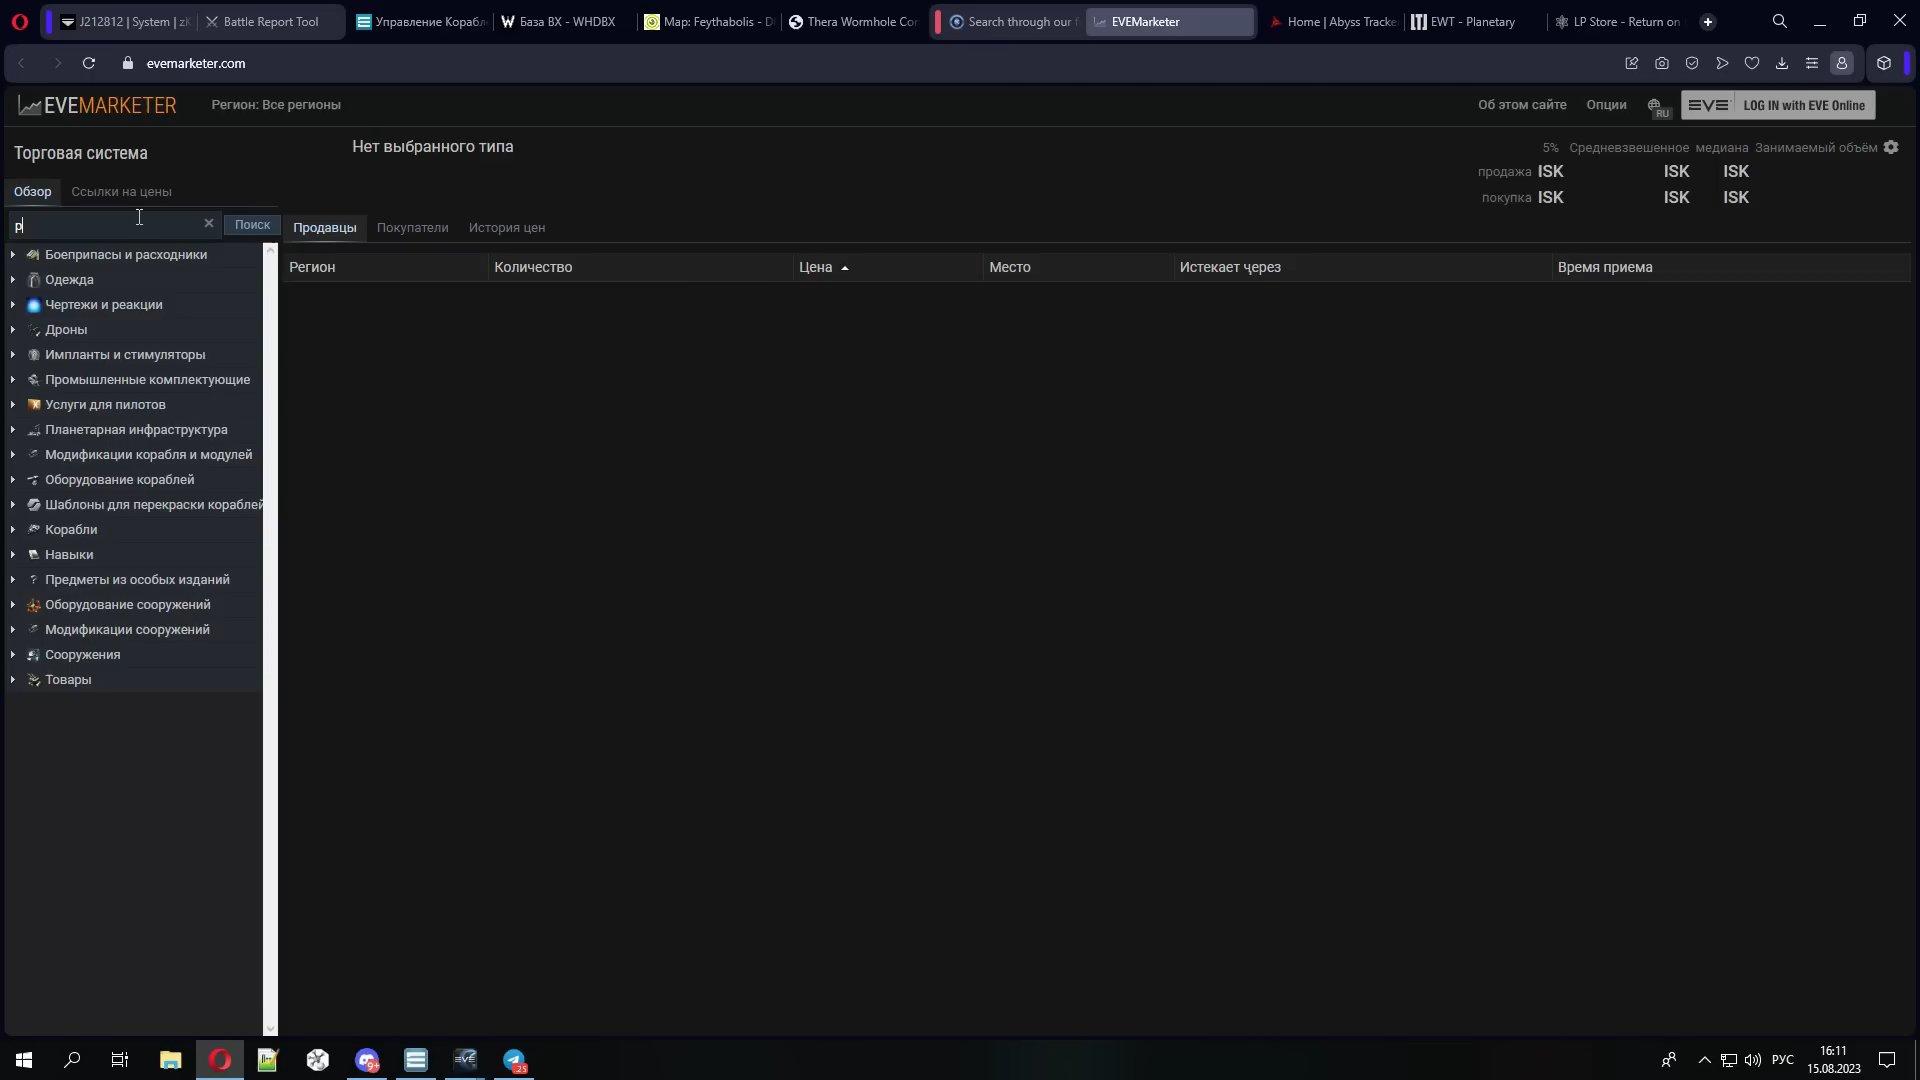 J212812 | System | zK
Battle Report Tool
Управление Корабл
База ВХ - WHDBX
Map: Feythabolis - D
Thera Wormhole Con
Search through our f
EVEMarketer
Home | Abyss Tracke
EWT - Planetary
LP Store - Return on
evemarketer.com
EVEMARKETER
Регион: Все регионы
Об этом сайте
Опции
RU
EVE
LOG IN with EVE Online
Торговая система
Нет выбранного типа
5% Средневзвешенное медиана Занимаемый объём
продажа ISK ISK ISK
покупка ISK ISK ISK
Обзор
Ссылки на цены
p
Поиск
Продавцы
Покупатели
История цен
Регион
Количество
Цена
Место
Истекает через
Время приема
Боеприпасы и расходники
Одежда
Чертежи и реакции
Дроны
Импланты и стимуляторы
Промышленные комплектующие
Услуги для пилотов
Планетарная инфраструктура
Модификации корабля и модулей
Оборудование кораблей
Шаблоны для перекраски кораблей
Корабли
Навыки
Предметы из особых изданий
Оборудование сооружений
Модификации сооружений
Сооружения
Товары
9+
EVE
25
РУС
16:11
15.08.2023